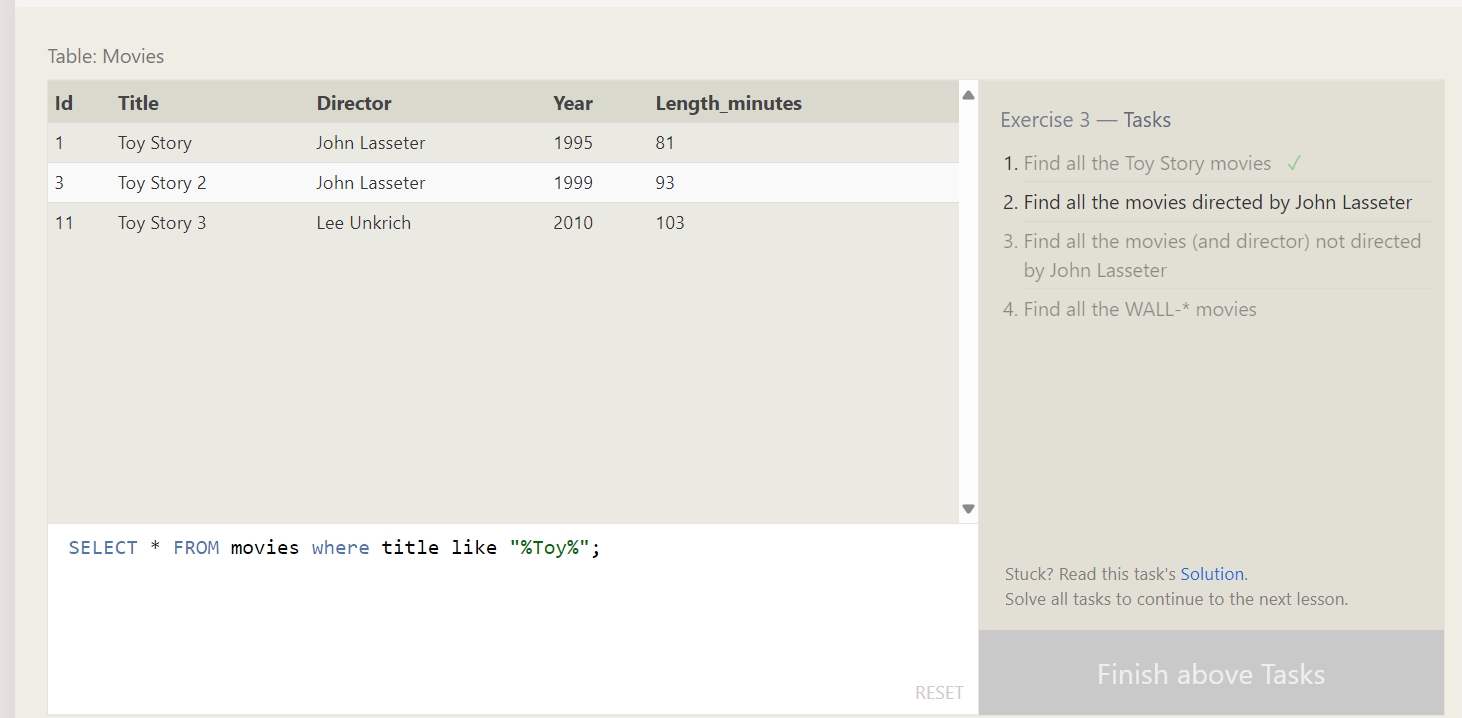 Table: Movies
Id Title Director Year Length_minutes
1 Toy Story John Lasseter 1995 81
3 Toy Story 2 John Lasseter 1999 93
11 Toy Story 3 Lee Unkrich 2010 103
SELECT * FROM movies where title like "%Toy%";
RESET
Exercise 3 — Tasks
1. Find all the Toy Story movies ✓
2. Find all the movies directed by John Lasseter
3. Find all the movies (and director) not directed
by John Lasseter
4. Find all the WALL-* movies
Stuck? Read this task's Solution.
Solve all tasks to continue to the next lesson.
Finish above Tasks